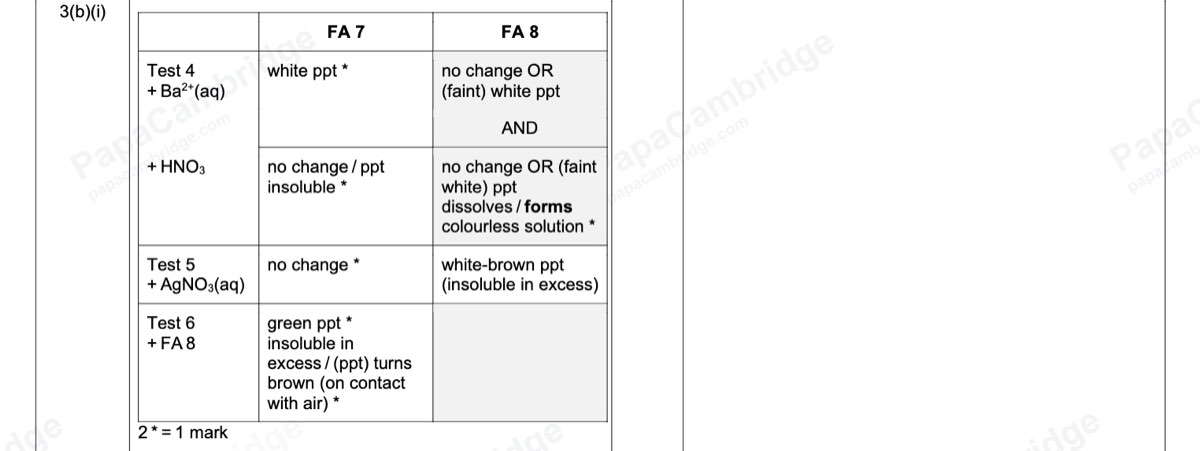 3(b)(i)
FA 7
FA 8
Test 4
+ Ba²⁺(aq)
white ppt *
no change OR
(faint) white ppt
AND
+ HNO₃
no change / ppt
insoluble *
no change OR (faint
white) ppt
dissolves / forms
colourless solution *
Test 5
+ AgNO₃(aq)
no change *
white-brown ppt
(insoluble in excess)
Test 6
+ FA 8
green ppt *
insoluble in
excess / (ppt) turns
brown (on contact
with air) *
2 * = 1 mark
PapaCambridge
papacambridge.com
PapaCambridge
papacambridge.com